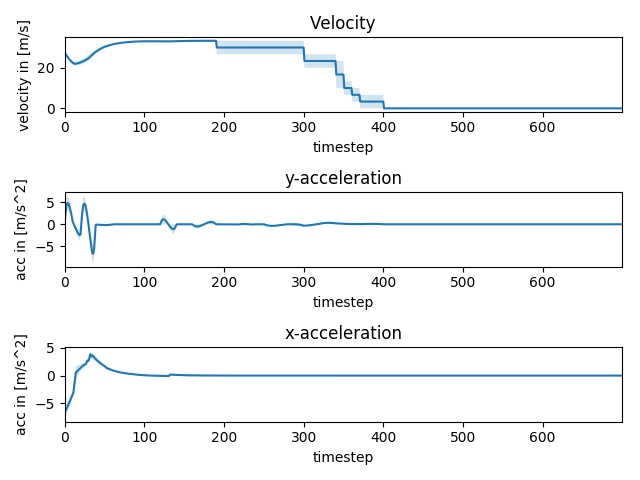 Velocity
velocity in [m/s]
20
0
0 100 200 300 400 500 600
timestep
y-acceleration
acc in [m/s^2]
5
0
−5
0 100 200 300 400 500 600
timestep
x-acceleration
acc in [m/s^2]
5
0
−5
0 100 200 300 400 500 600
timestep